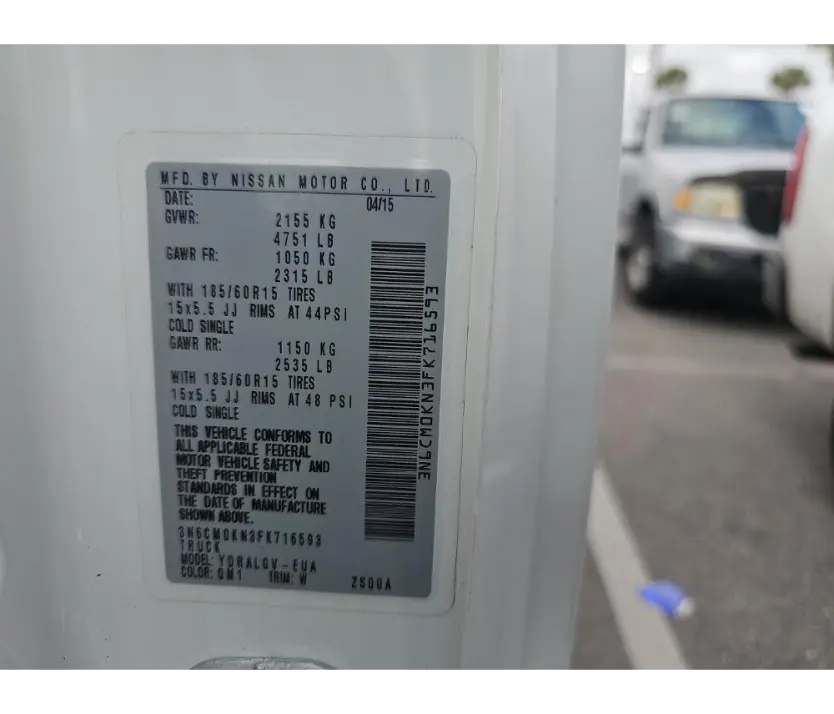 MFD. BY NISSAN MOTOR CO., LTD.
DATE: 04/15
GVWR: 2155 KG
4751 LB
GAWR FR: 1050 KG
2315 LB
WITH 185/60R15 TIRES
15x5.5 JJ RIMS AT 44PSI
COLD SINGLE
GAWR RR: 1150 KG
2535 LB
WITH 185/60R15 TIRES
15x5.5 JJ RIMS AT 48 PSI
COLD SINGLE
THIS VEHICLE CONFORMS TO
ALL APPLICABLE FEDERAL
MOTOR VEHICLE SAFETY AND
THEFT PREVENTION
STANDARDS IN EFFECT ON
THE DATE OF MANUFACTURE
SHOWN ABOVE.
3N6CM0KN3FK716593
TRUCK
MODEL: YDRALGV-EUA
COLOR: QM1 TRIM: W ZS00A
3N6CM0KN3FK716593